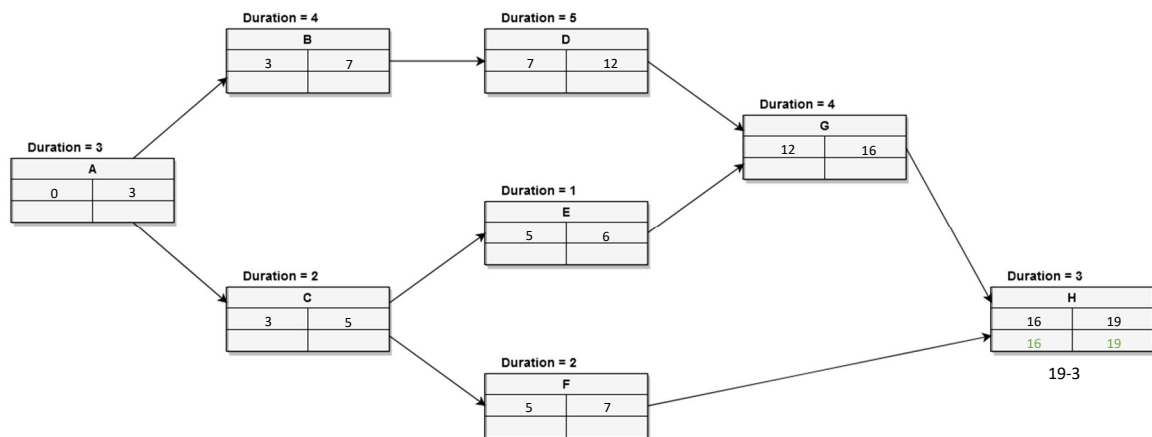 Duration = 4
B
3 7
Duration = 5
D
7 12
Duration = 4
G
12 16
Duration = 3
A
0 3
Duration = 1
E
5 6
Duration = 2
C
3 5
Duration = 3
H
16 19
16 19
19-3
Duration = 2
F
5 7